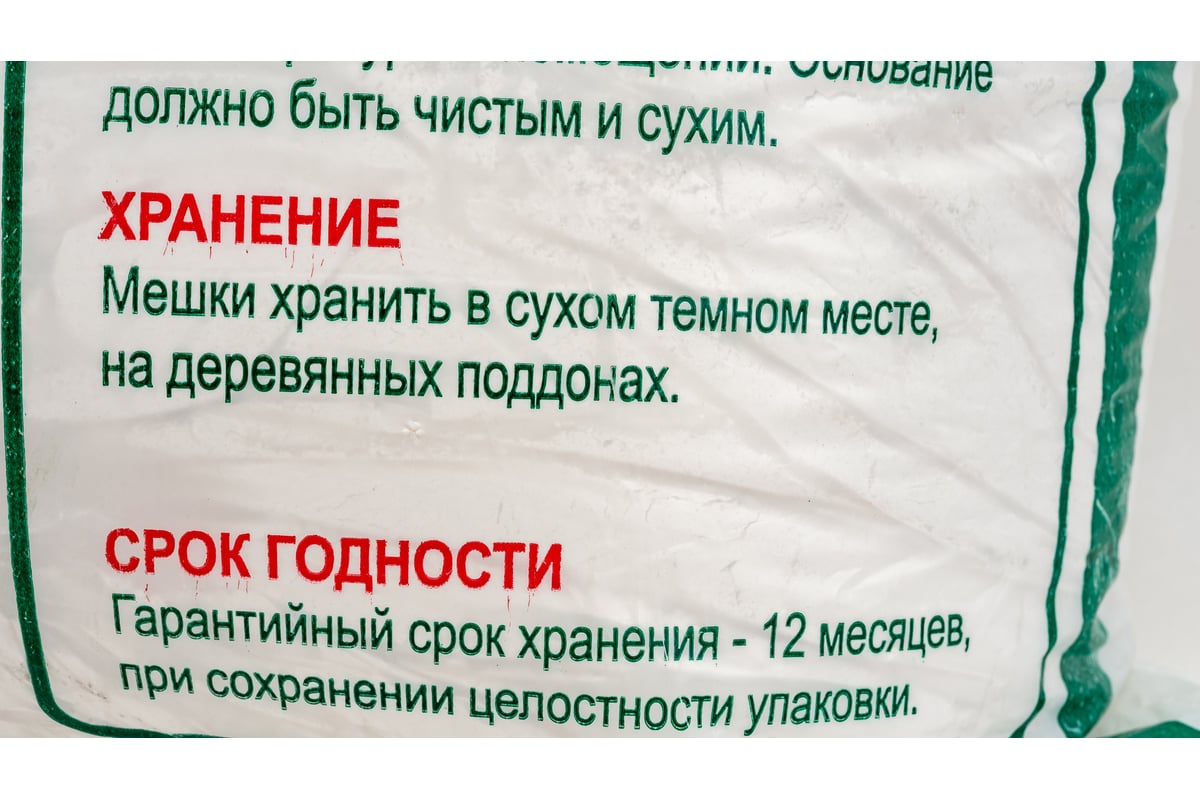 Основание
должно быть чистым и сухим.
ХРАНЕНИЕ
Мешки хранить в сухом темном месте,
на деревянных поддонах.
СРОК ГОДНОСТИ
Гарантийный срок хранения - 12 месяцев,
при сохранении целостности упаковки.